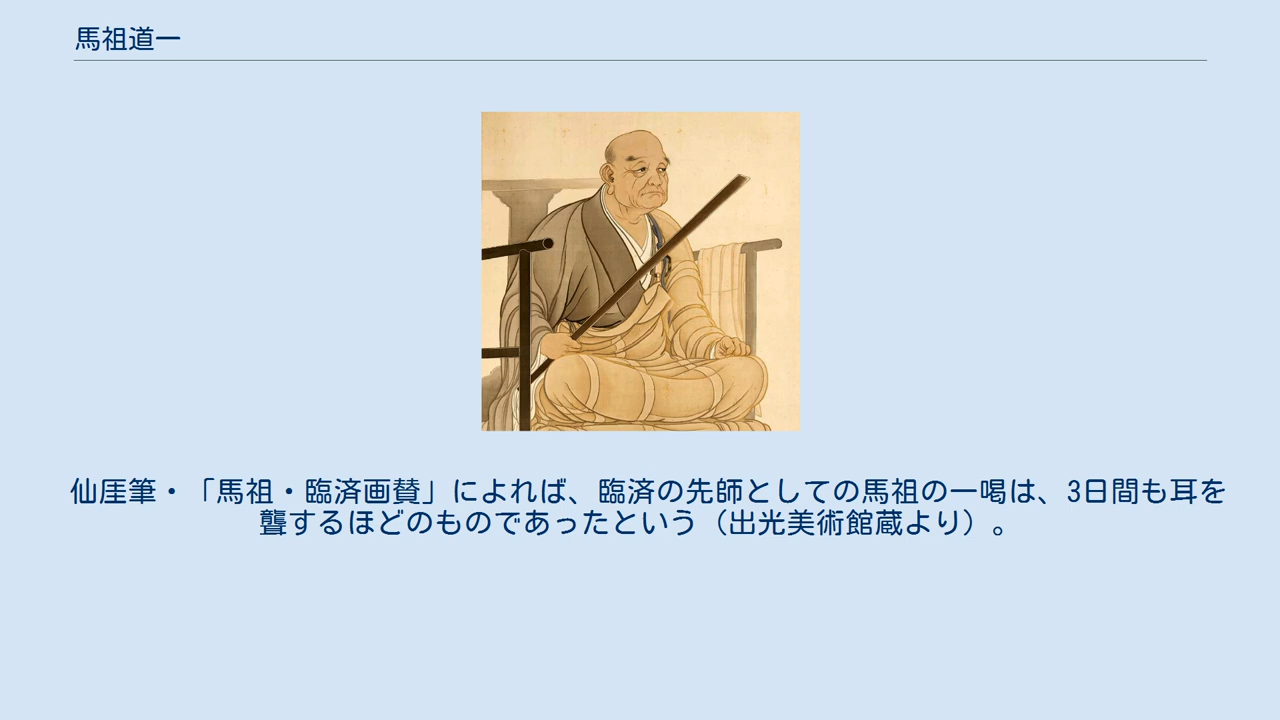 馬祖道一
仙厓筆・「馬祖・臨済画賛」によれば、臨済の先師としての馬祖の一喝は、3日間も耳を
聾するほどのものであったという（出光美術館蔵より）。